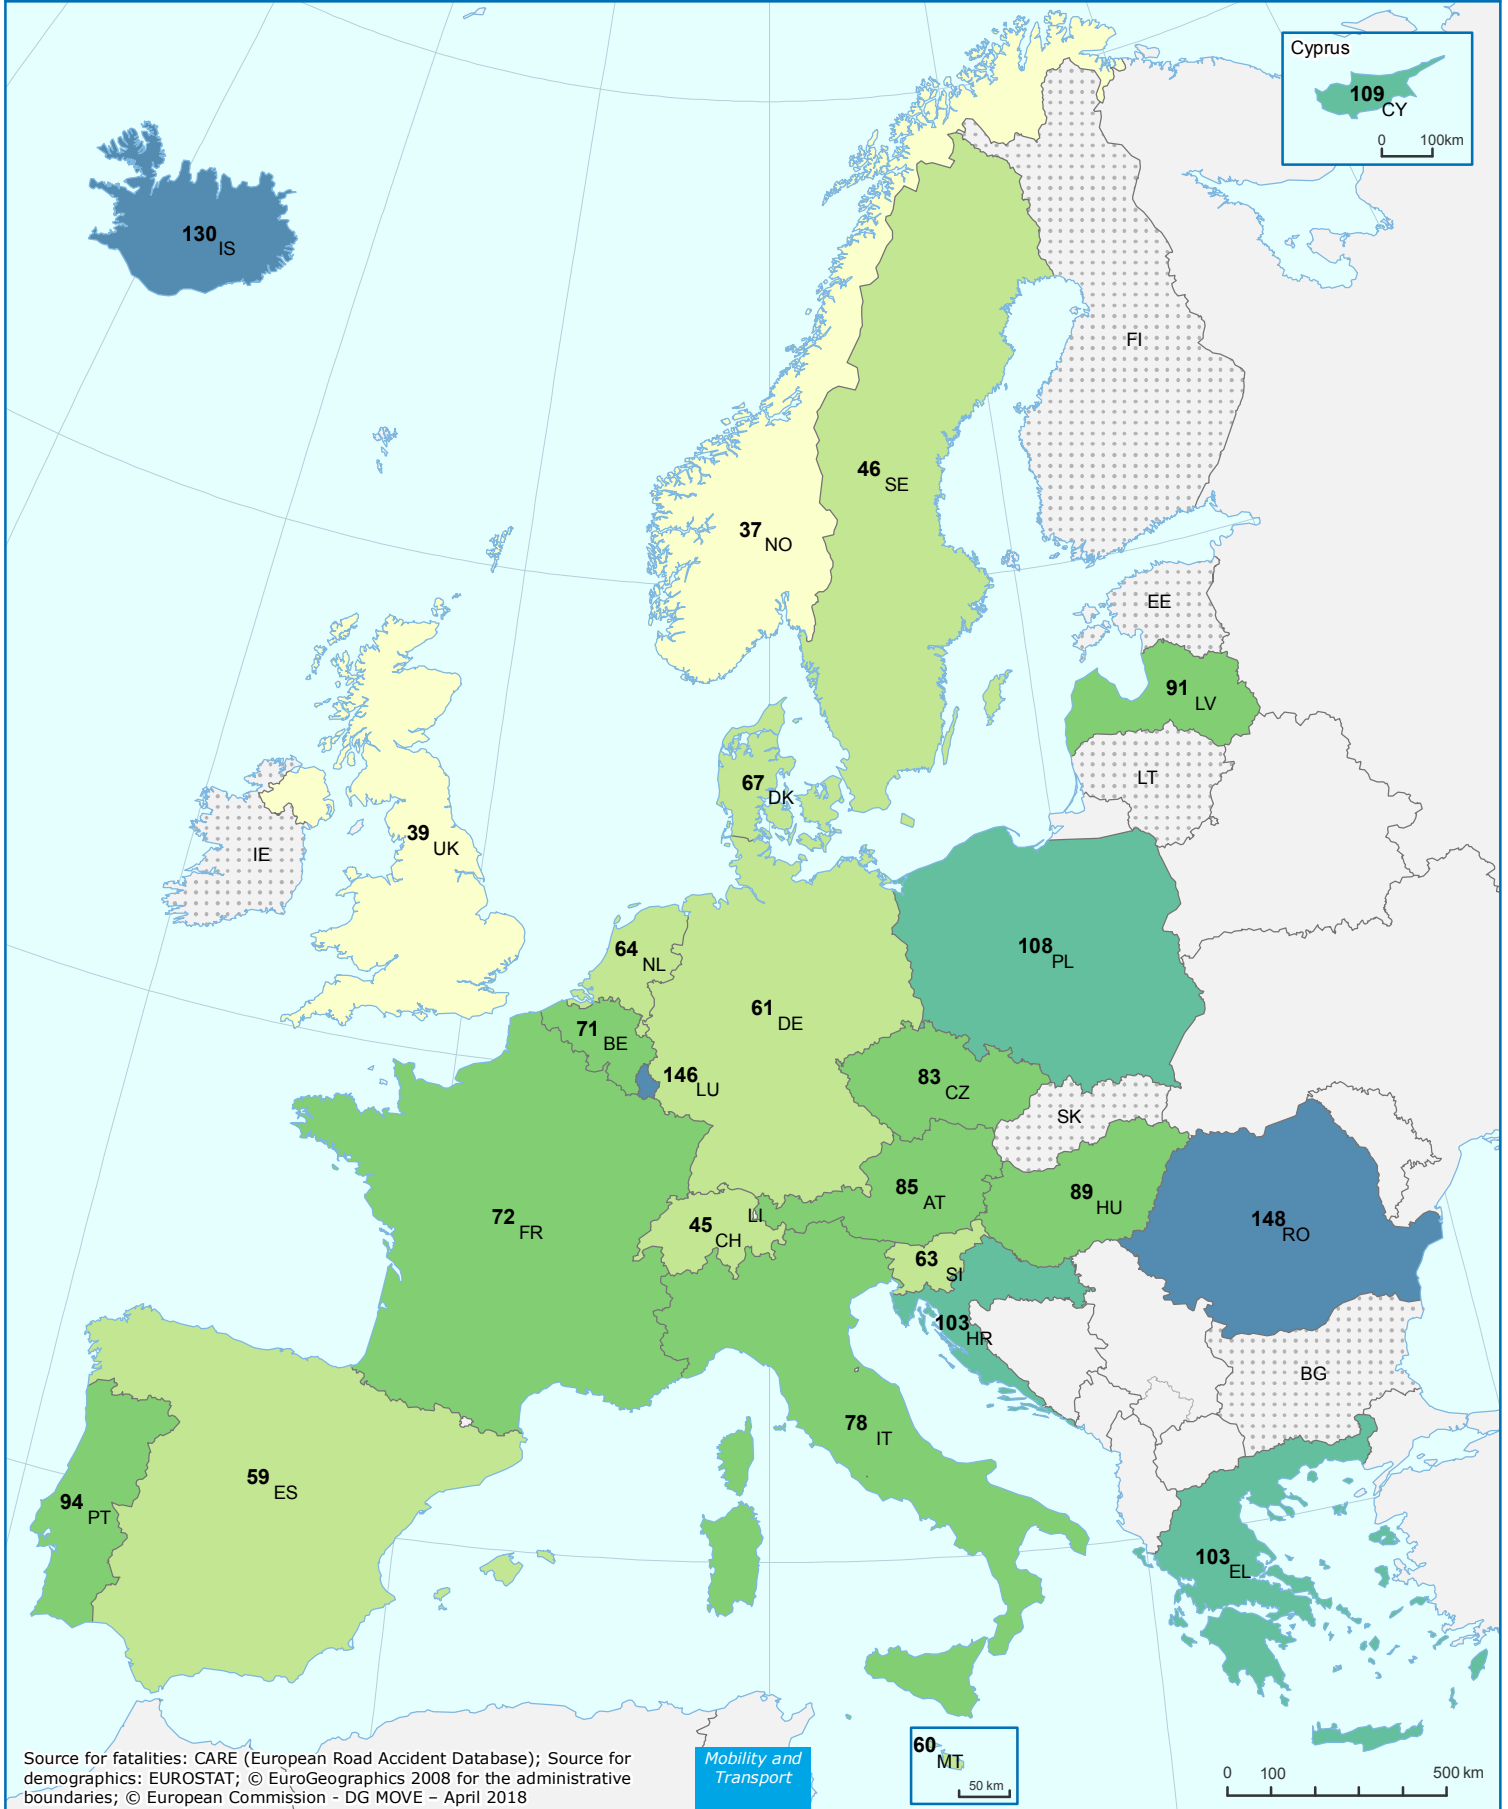 Cyprus
109
CY
0 100km
130
IS
FI
46
SE
37
NO
EE
91
LV
67
DK
LT
39
UK
IE
64
NL
108
PL
61
DE
71
BE
146
LU
83
CZ
SK
85
AT
89
HU
72
FR
LI
45
CH
148
RO
63
SI
103
HR
BG
78
IT
59
ES
94
PT
103
EL
60
MT
50 km
Source for fatalities: CARE (European Road Accident Database); Source for
demographics: EUROSTAT; © EuroGeographics 2008 for the administrative
boundaries; © European Commission - DG MOVE – April 2018
Mobility and
Transport
0 100 500 km